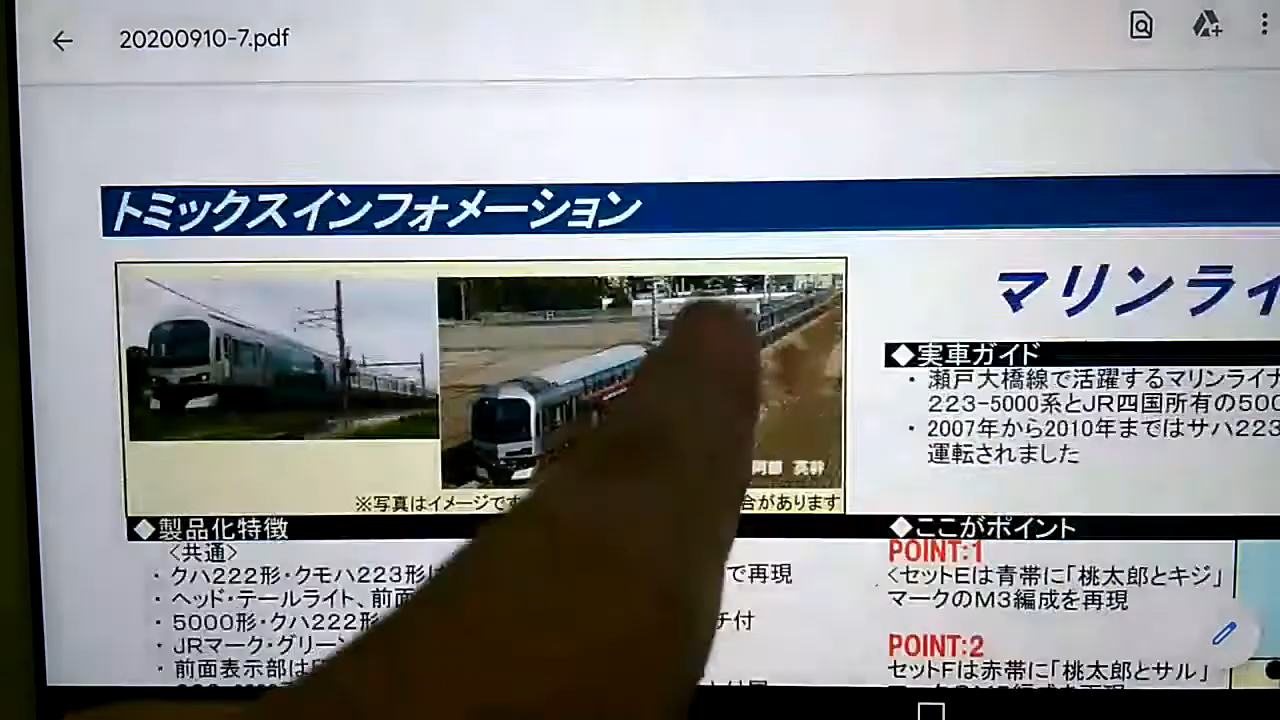 20200910-7.pdf
トミックスインフォメーション
マリンライ
◆実車ガイド
・瀬戸大橋線で活躍するマリンライナ
223-5000系とJR四国所有の500
・2007年から2010年まではサハ223
運転されました
阿部 英幹
※写真はイメージです
合があります
◆製品化特徴
〈共通〉
・クハ222形・クモハ223形は
で再現
・ヘッド・テールライト、前面
・5000形・クハ222形
チ付
・JRマーク・グリーン
・前面表示部は
◆ここがポイント
POINT:1
〈セットEは青帯に「桃太郎とキジ」
マークのM3編成を再現
POINT:2
セットFは赤帯に「桃太郎とサル」